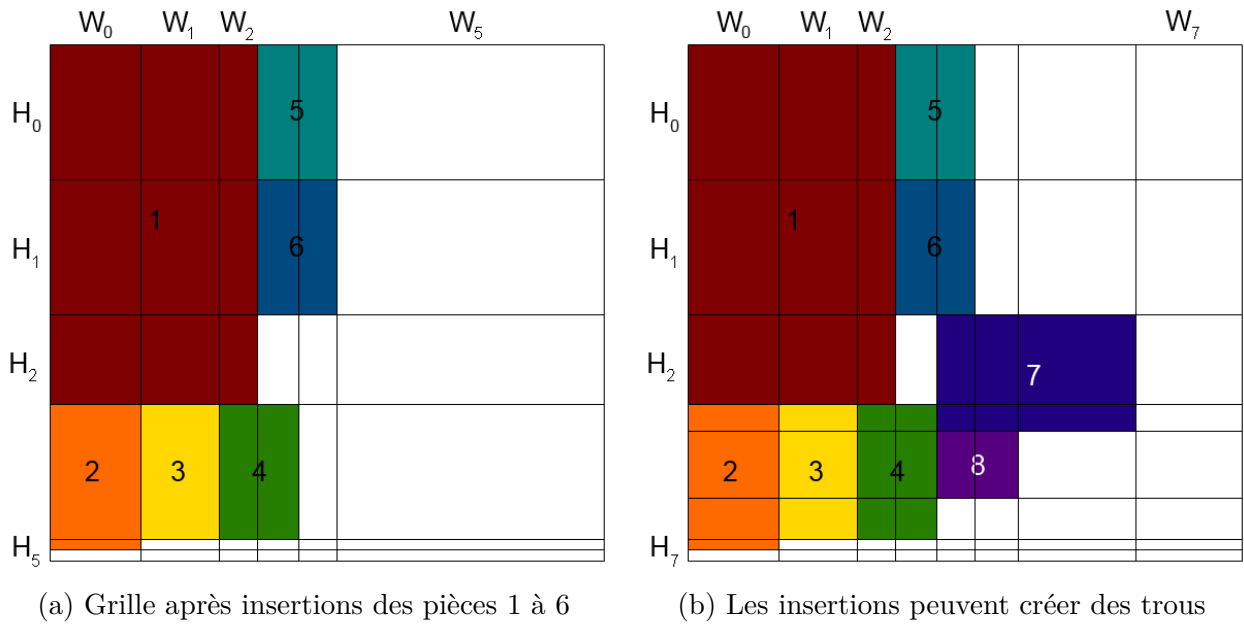 W₀ W₁ W₂ W₅
H₀
H₁
H₂
H₅
1
2
3
4
5
6
(a) Grille après insertions des pièces 1 à 6
W₀ W₁ W₂ W₇
H₀
H₁
H₂
H₇
1
2
3
4
5
6
7
8
(b) Les insertions peuvent créer des trous